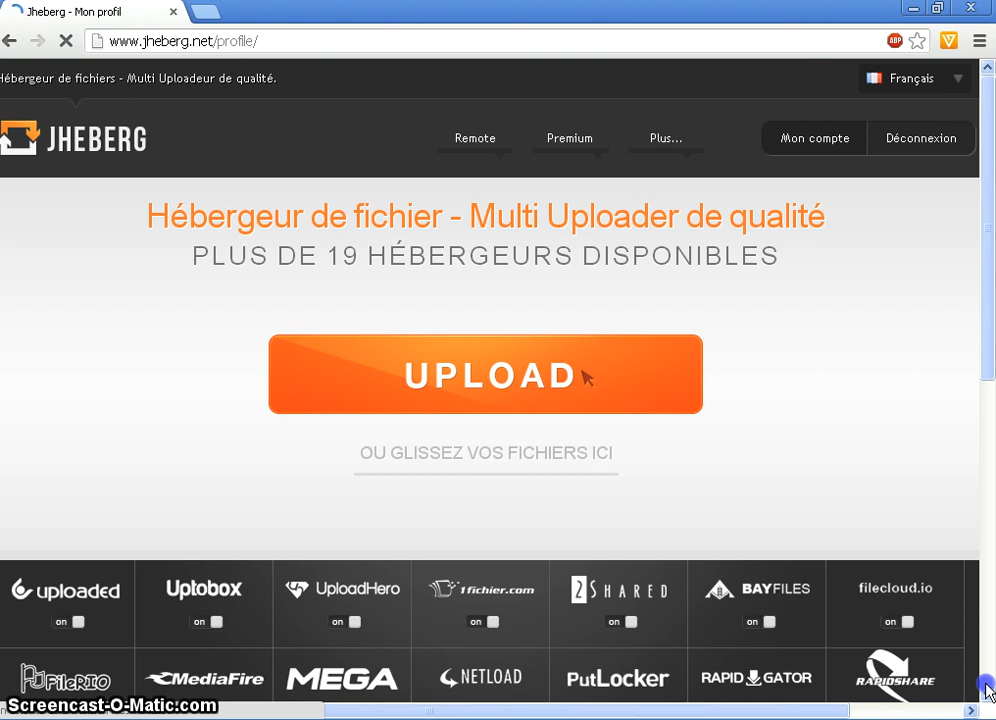 Jheberg - Mon profil
www.jheberg.net/profile/
ABP
Hébergeur de fichiers - Multi Uploadeur de qualité.
Français
JHEBERG
Remote
Premium
Plus...
Mon compte
Déconnexion
Hébergeur de fichier - Multi Uploader de qualité
PLUS DE 19 HÉBERGEURS DISPONIBLES
UPLOAD
OU GLISSEZ VOS FICHIERS ICI
uploaded
Uptobox
UploadHero
1fichier.com
2SHARED
BAYFILES
filecloud.io
on
on
on
on
on
on
on
FileRIO
MediaFire
MEGA
NETLOAD
PutLocker
RAPIDGATOR
RAPIDSHARE
Screencast-O-Matic.com